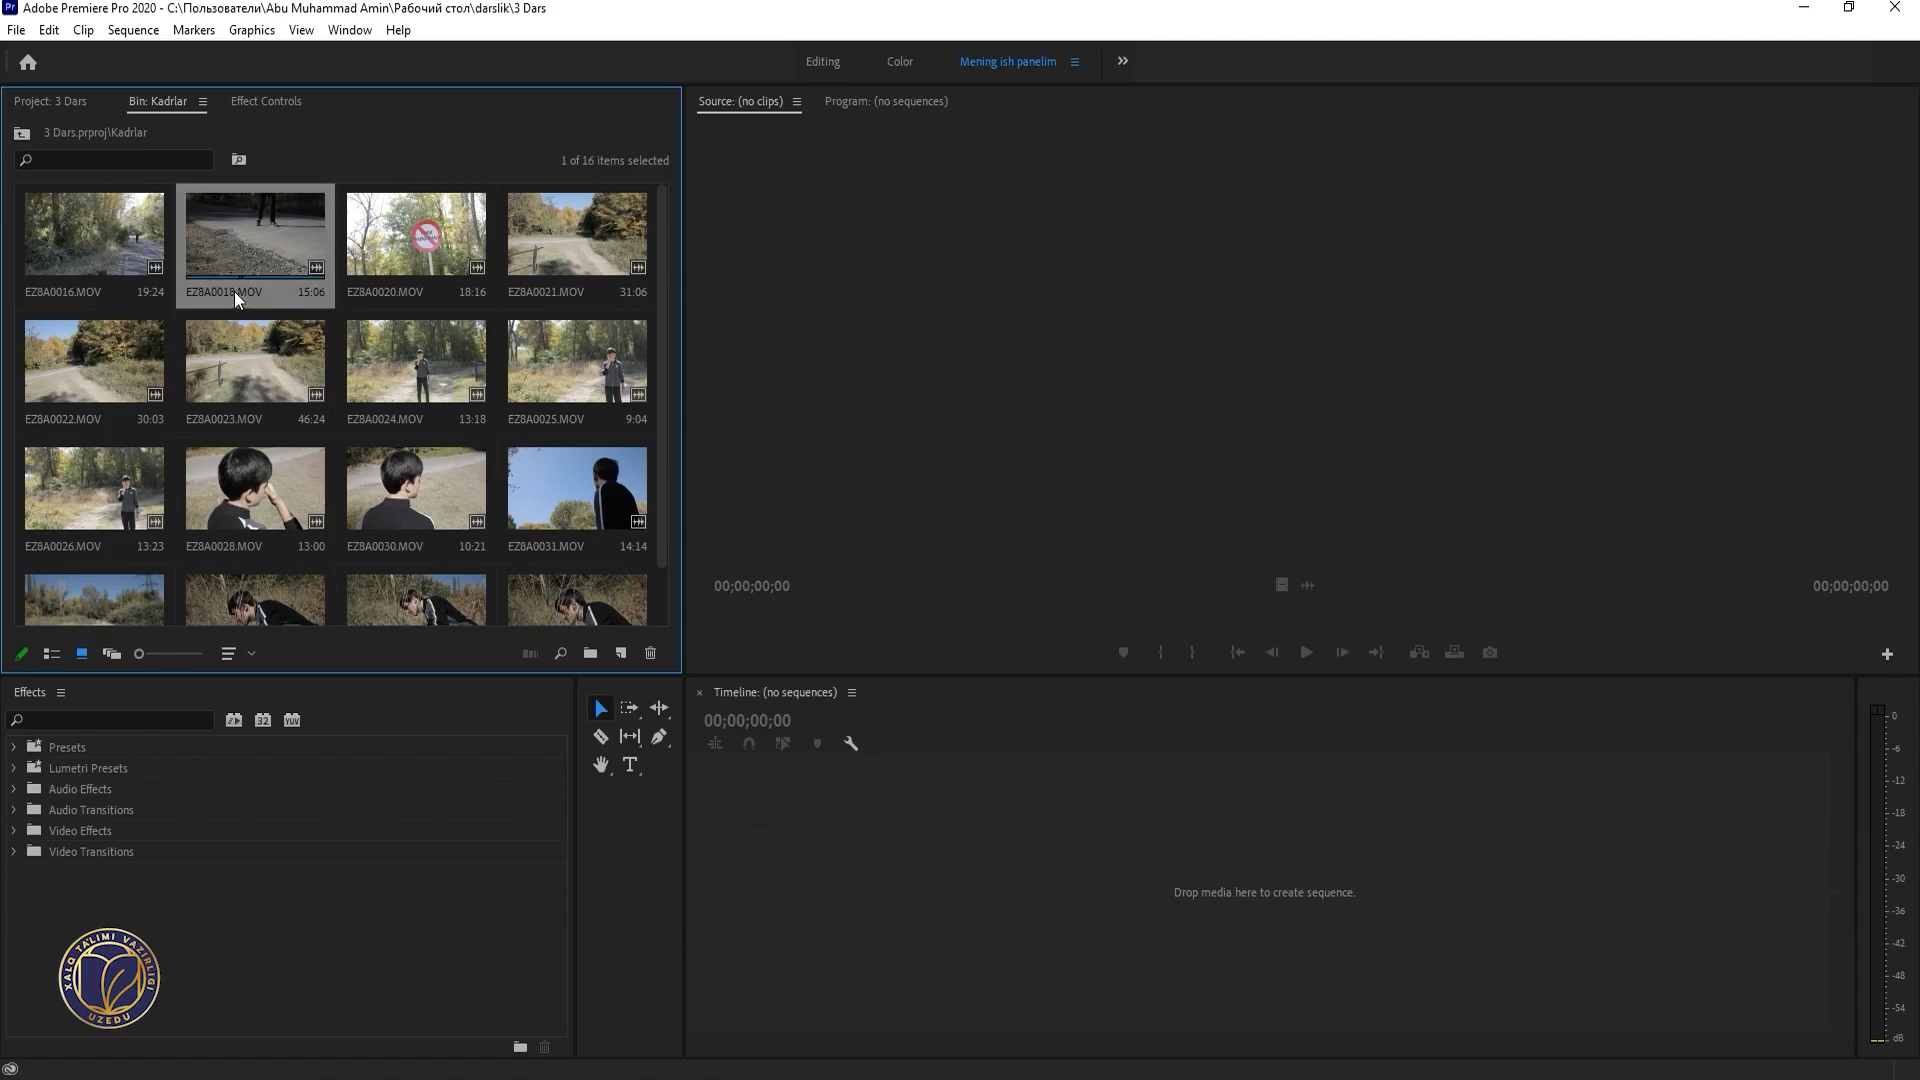 Adobe Premiere Pro 2020 - C:\Пользователи\Abu Muhammad Amin\Рабочий стол\darslik\3 Dars
File Edit Clip Sequence Markers Graphics View Window Help
Editing Color Mening ish panelim
Project: 3 Dars Bin: Kadrlar Effect Controls
Source: (no clips) Program: (no sequences)
3 Dars.prproj\Kadrlar
1 of 16 items selected
EZ8A0016.MOV 19:24 EZ8A0018.MOV 15:06 EZ8A0020.MOV 18:16 EZ8A0021.MOV 31:06
EZ8A0022.MOV 30:03 EZ8A0023.MOV 46:24 EZ8A0024.MOV 13:18 EZ8A0025.MOV 9:04
EZ8A0026.MOV 13:23 EZ8A0028.MOV 13:00 EZ8A0030.MOV 10:21 EZ8A0031.MOV 14:14
00;00;00;00 00;00;00;00
Effects
32 YUV
Presets
Lumetri Presets
Audio Effects
Audio Transitions
Video Effects
Video Transitions
XALQ TA'LIMI VAZIRLIGI
UZEDU
Timeline: (no sequences)
00;00;00;00
Drop media here to create sequence.
0
-6
-12
-18
-24
-30
-36
-42
-48
-54
dB